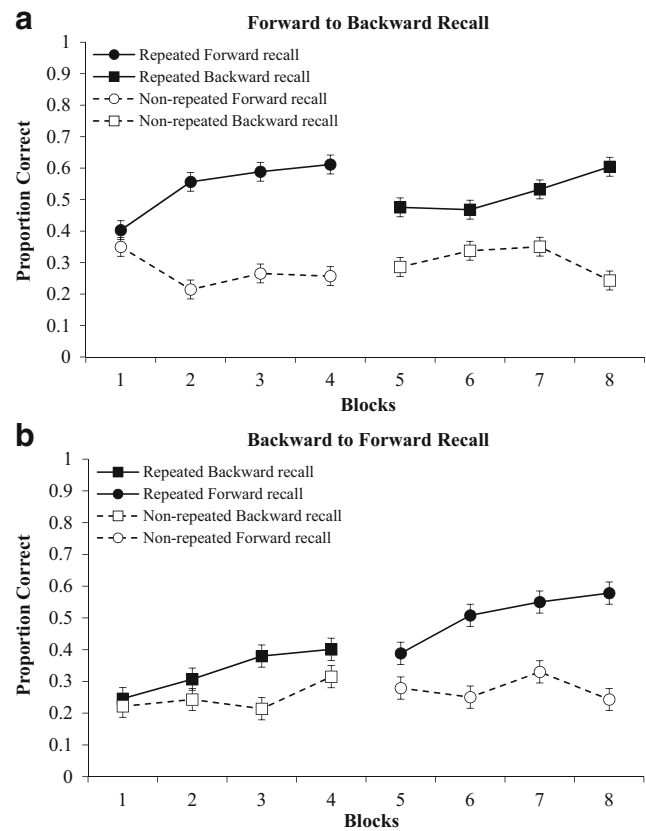 a
Forward to Backward Recall
1
0.9
0.8
0.7
0.6
0.5
0.4
0.3
0.2
0.1
0
Proportion Correct
Repeated Forward recall
Repeated Backward recall
Non-repeated Forward recall
Non-repeated Backward recall
1 2 3 4 5 6 7 8
Blocks
b
Backward to Forward Recall
1
0.9
0.8
0.7
0.6
0.5
0.4
0.3
0.2
0.1
0
Proportion Correct
Repeated Backward recall
Repeated Forward recall
Non-repeated Backward recall
Non-repeated Forward recall
1 2 3 4 5 6 7 8
Blocks